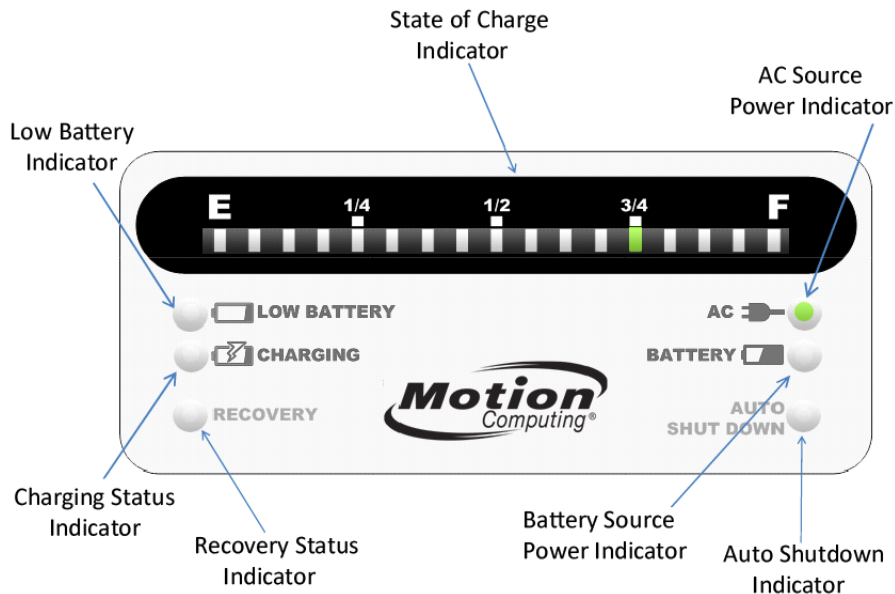 State of Charge
Indicator
AC Source
Power Indicator
Low Battery
Indicator
E 1/4 1/2 3/4 F
LOW BATTERY AC
CHARGING BATTERY
RECOVERY AUTO
SHUT DOWN
Motion
Computing®
Charging Status
Indicator
Recovery Status
Indicator
Battery Source
Power Indicator
Auto Shutdown
Indicator